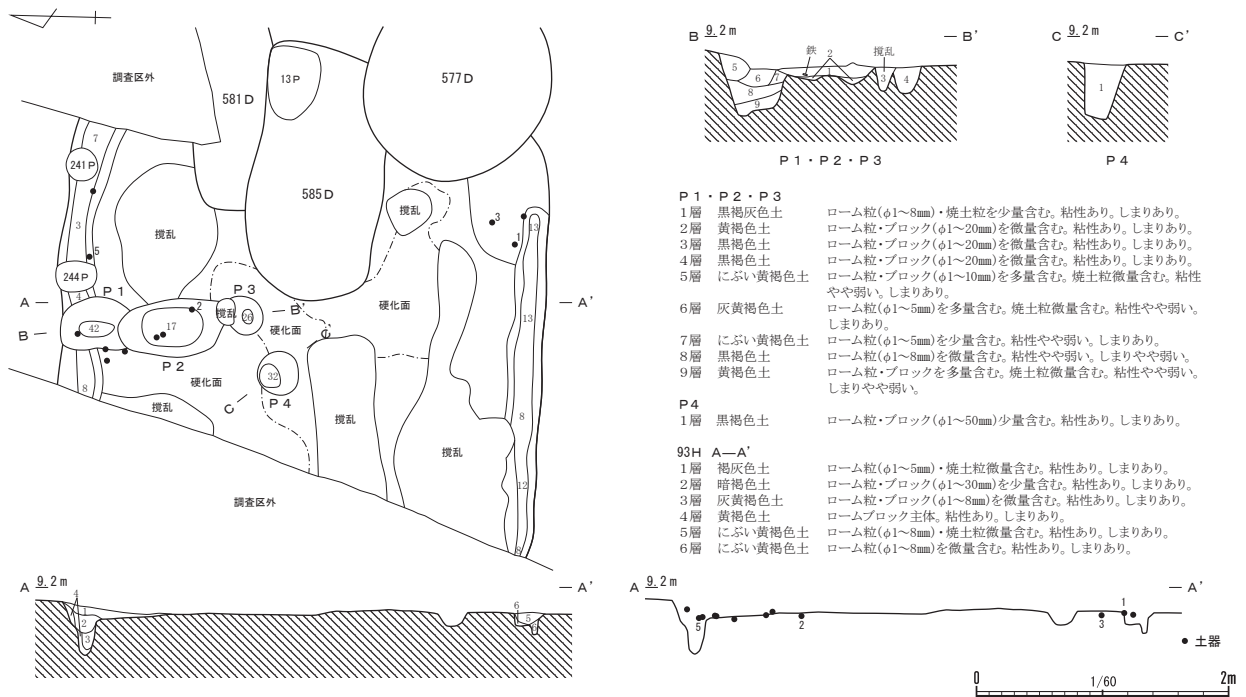 調査区外
13P
577D
581D
7
241P
585D
3
撹乱
撹乱
3
13
1
5
244P
4
P1
P3
A
A'
硬化面
2
撹乱
26
B'
42
17
B
硬化面
C'
13
P2
硬化面
32
P4
8
撹乱
C
撹乱
8
撹乱
12
調査区外
8
B 9.2m
B'
鉄 2 撹乱
5 6 7 1 3 4
8
9
P1・P2・P3
C 9.2m
C'
1
P4
P1・P2・P3
1層 黒褐灰色土 ローム粒(φ1～8㎜)・焼土粒を少量含む。粘性あり。しまりあり。
2層 黄褐色土 ローム粒・ブロック(φ1～20㎜)を微量含む。粘性あり。しまりあり。
3層 黒褐色土 ローム粒・ブロック(φ1～20㎜)を微量含む。粘性あり。しまりあり。
4層 黒褐色土 ローム粒・ブロック(φ1～20㎜)を微量含む。粘性あり。しまりあり。
5層 にぶい黄褐色土 ローム粒・ブロック(φ1～10㎜)を多量含む。焼土粒微量含む。粘性
やや弱い。しまりあり。
6層 灰黄褐色土 ローム粒(φ1～5㎜)を多量含む。焼土粒微量含む。粘性やや弱い。
しまりあり。
7層 にぶい黄褐色土 ローム粒(φ1～5㎜)を少量含む。粘性やや弱い。しまりあり。
8層 黒褐色土 ローム粒(φ1～8㎜)を微量含む。粘性やや弱い。しまりやや弱い。
9層 黄褐色土 ローム粒・ブロックを多量含む。焼土粒微量含む。粘性やや弱い。
しまりやや弱い。
P4
1層 黒褐色土 ローム粒・ブロック(φ1～50㎜)少量含む。粘性あり。しまりあり。
93H A―A'
1層 褐灰色土 ローム粒(φ1～5㎜)・焼土粒微量含む。粘性あり。しまりあり。
2層 暗褐色土 ローム粒・ブロック(φ1～30㎜)を少量含む。粘性あり。しまりあり。
3層 灰黄褐色土 ローム粒・ブロック(φ1～8㎜)を微量含む。粘性あり。しまりあり。
4層 黄褐色土 ロームブロック主体。粘性あり。しまりあり。
5層 にぶい黄褐色土 ローム粒(φ1～8㎜)・焼土粒微量含む。粘性あり。しまりあり。
6層 にぶい黄褐色土 ローム粒(φ1～8㎜)を微量含む。粘性あり。しまりあり。
A 9.2m
A'
4
1
2
3
6
5
A 9.2m
A'
5
2
3
1
●土器
0 1/60 2m